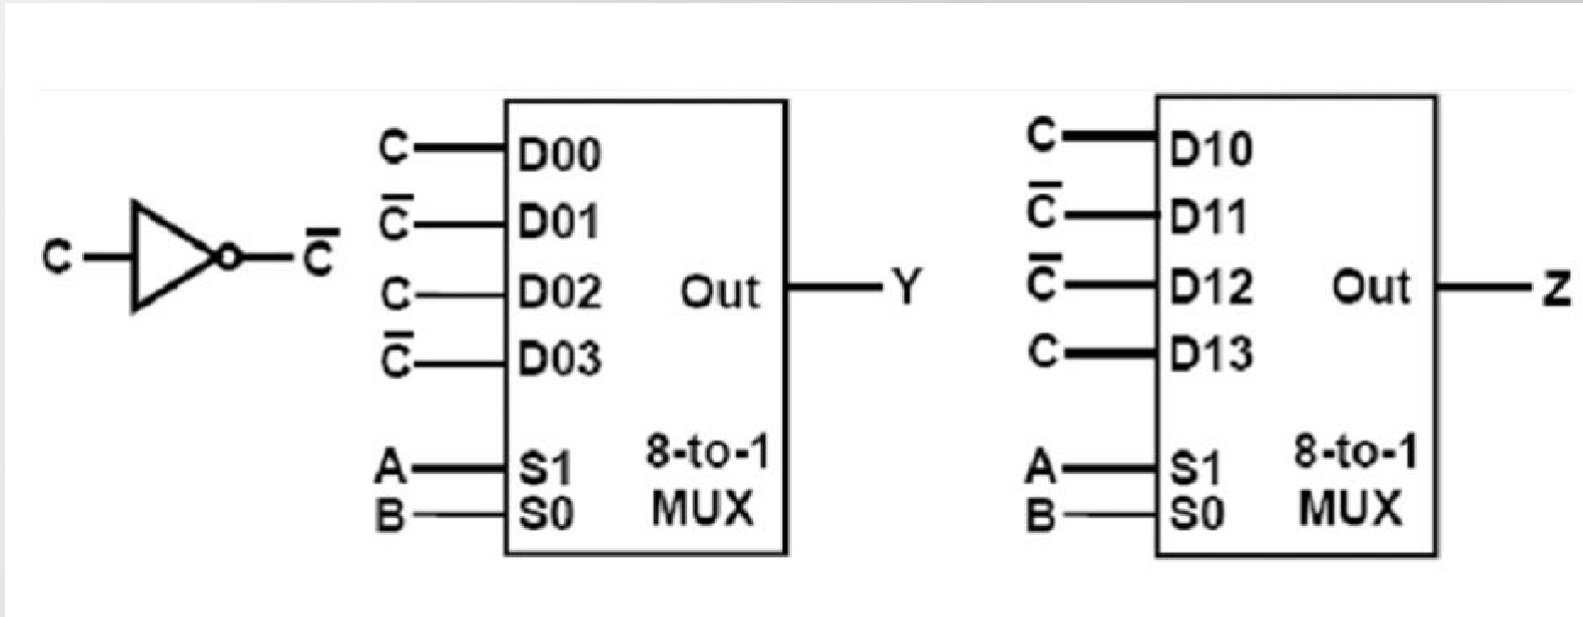 C
C̅
C D00
C̅ D01
C D02
C̅ D03
Out Y
A S1
B S0
8-to-1
MUX
C D10
C̅ D11
C̅ D12
C D13
Out Z
A S1
B S0
8-to-1
MUX